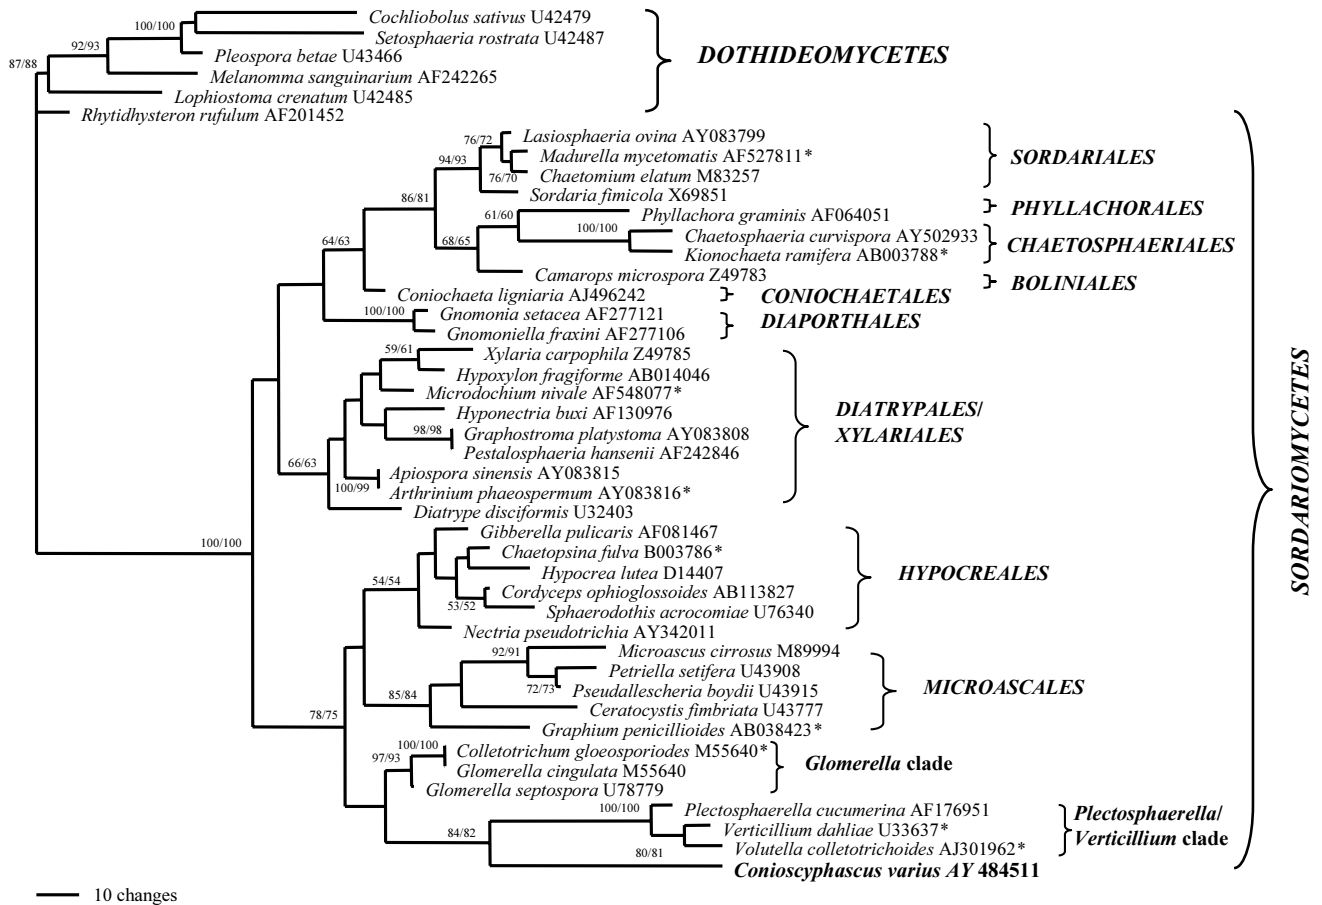 Cochliobolus sativus U42479
100/100
Setosphaeria rostrata U42487
92/93
Pleospora betae U43466
DOTHIDEOMYCETES
87/88
Melanomma sanguinarium AF242265
Lophiostoma crenatum U42485
Rhytidhysteron rufulum AF201452
76/72
Lasiosphaeria ovina AY083799
94/93
Madurella mycetomatis AF527811*
SORDARIALES
76/70
Chaetomium elatum M83257
86/81
Sordaria fimicola X69851
61/60
Phyllachora graminis AF064051
PHYLLACHORALES
100/100
Chaetosphaeria curvispora AY502933
64/63
68/65
Kionochaeta ramifera AB003788*
CHAETOSPHAERIALES
Camarops microspora Z49783
BOLINIALES
Coniochaeta ligniaria AJ496242
CONIOCHAETALES
100/100
Gnomonia setacea AF277121
DIAPORTHALES
Gnomoniella fraxini AF277106
59/61
Xylaria carpophila Z49785
Hypoxylon fragiforme AB014046
Microdochium nivale AF548077*
Hyponectria buxi AF130976
DIATRYPALES/
98/98
Graphostroma platystoma AY083808
XYLARIALES
Pestalosphaeria hansenii AF242846
66/63
Apiospora sinensis AY083815
100/99
Arthrinium phaeospermum AY083816*
Diatrype disciformis U32403
SORDARIOMYCETES
100/100
Gibberella pulicaris AF081467
Chaetopsina fulva B003786*
54/54
Hypocrea lutea D14407
HYPOCREALES
Cordyceps ophioglossoides AB113827
53/52
Sphaerodothis acrocomiae U76340
Nectria pseudotrichia AY342011
92/91
Microascus cirrosus M89994
Petriella setifera U43908
85/84
72/73
Pseudallescheria boydii U43915
MICROASCALES
78/75
Ceratocystis fimbriata U43777
Graphium penicillioides AB038423*
100/100
Colletotrichum gloeosporiodes M55640*
97/93
Glomerella cingulata M55640
Glomerella clade
Glomerella septospora U78779
100/100
Plectosphaerella cucumerina AF176951
Plectosphaerella/
84/82
Verticillium dahliae U33637*
Verticillium clade
80/81
Volutella colletotrichoides AJ301962*
Conioscyphascus varius AY 484511
10 changes